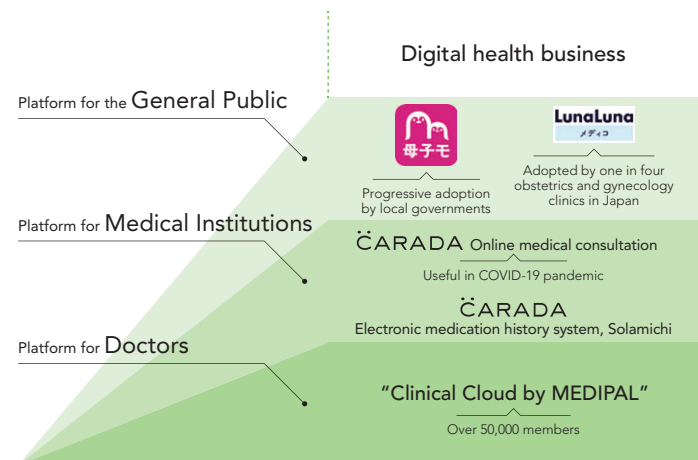 Digital health business
Platform for the General Public
母子モ
LunaLuna
メディコ
Progressive adoption
by local governments
Adopted by one in four
obstetrics and gynecology
clinics in Japan
Platform for Medical Institutions
CARADA Online medical consultation
Useful in COVID-19 pandemic
CARADA
Electronic medication history system, Solamichi
Platform for Doctors
“Clinical Cloud by MEDIPAL”
Over 50,000 members